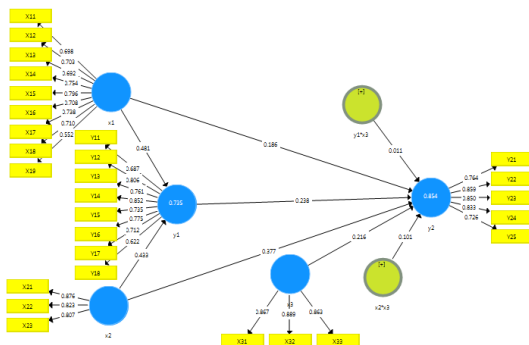 X11
X12
X13
X14
X15
X16
X17
X18
X19
0.698
0.703
0.692
0.754
0.796
0.708
0.738
0.710
0.552
x1
[+]
y1*x3
0.011
0.481
0.186
Y11
Y12
Y13
Y14
Y15
Y16
Y17
Y18
0.687
0.806
0.761
0.852
0.735
0.775
0.712
0.622
0.735
y1
0.238
0.854
y2
0.764
0.859
0.850
0.833
0.726
Y21
Y22
Y23
Y24
Y25
0.433
0.377
0.216
0.101
[+]
x2*x3
X21
X22
X23
0.876
0.823
0.807
x2
x3
0.867
0.889
0.863
X31
X32
X33